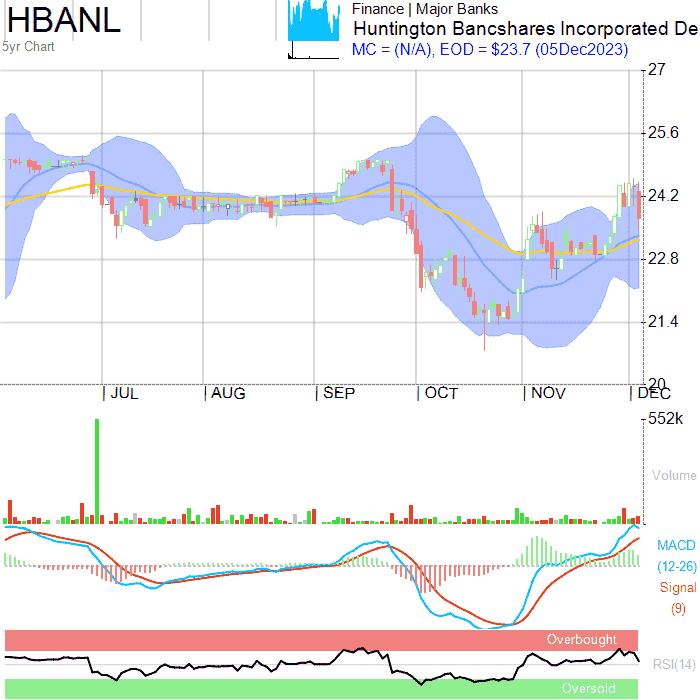 HBANL
5yr Chart
Finance | Major Banks
Huntington Bancshares Incorporated De
MC = (N/A), EOD = $23.7 (05Dec2023)
27
25.6
24.2
22.8
21.4
20
JUL
AUG
SEP
OCT
NOV
DEC
552k
Volume
MACD
(12-26)
Signal
(9)
Overbought
RSI(14)
Oversold